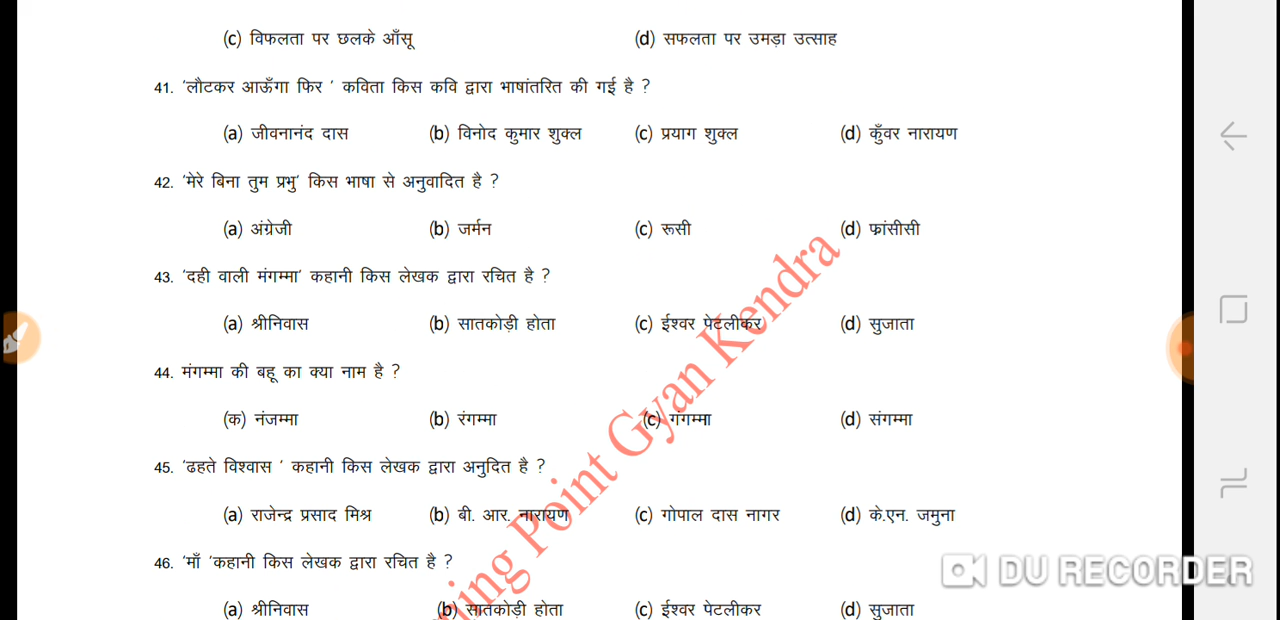 (c) विफलता पर छलके आँसू (d) सफलता पर उमड़ा उत्साह
41. 'लौटकर आऊँगा फिर ' कविता किस कवि द्वारा भाषांतरित की गई है ?
(a) जीवनानंद दास (b) विनोद कुमार शुक्ल (c) प्रयाग शुक्ल (d) कुँवर नारायण
42. 'मेरे बिना तुम प्रभु' किस भाषा से अनुवादित है ?
(a) अंग्रेजी (b) जर्मन (c) रूसी (d) फ्रांसीसी
43. 'दही वाली मंगम्मा' कहानी किस लेखक द्वारा रचित है ?
(a) श्रीनिवास (b) सातकोड़ी होता (c) ईश्वर पेटलीकर (d) सुजाता
44. मंगम्मा की बहू का क्या नाम है ?
(क) नंजम्मा (b) रंगम्मा (c) गंगम्मा (d) संगम्मा
45. 'ढहते विश्वास ' कहानी किस लेखक द्वारा अनुदित है ?
(a) राजेन्द्र प्रसाद मिश्र (b) बी. आर. नारायण (c) गोपाल दास नागर (d) के.एन. जमुना
46. 'माँ 'कहानी किस लेखक द्वारा रचित है ?
(a) श्रीनिवास (b) सातकोड़ी होता (c) ईश्वर पेटलीकर (d) सुजाता
Point Gyan Kendra
DU RECORDER